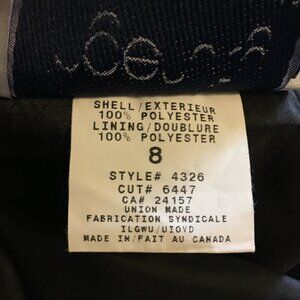 SHELL/EXTERIEUR
100% POLYESTER
LINING/DOUBLURE
100% POLYESTER
8
STYLE# 4326
CUT# 6447
CA# 24157
UNION MADE
FABRICATION SYNDICALE
ILGWU/UIOVD
MADE IN/FAIT AU CANADA